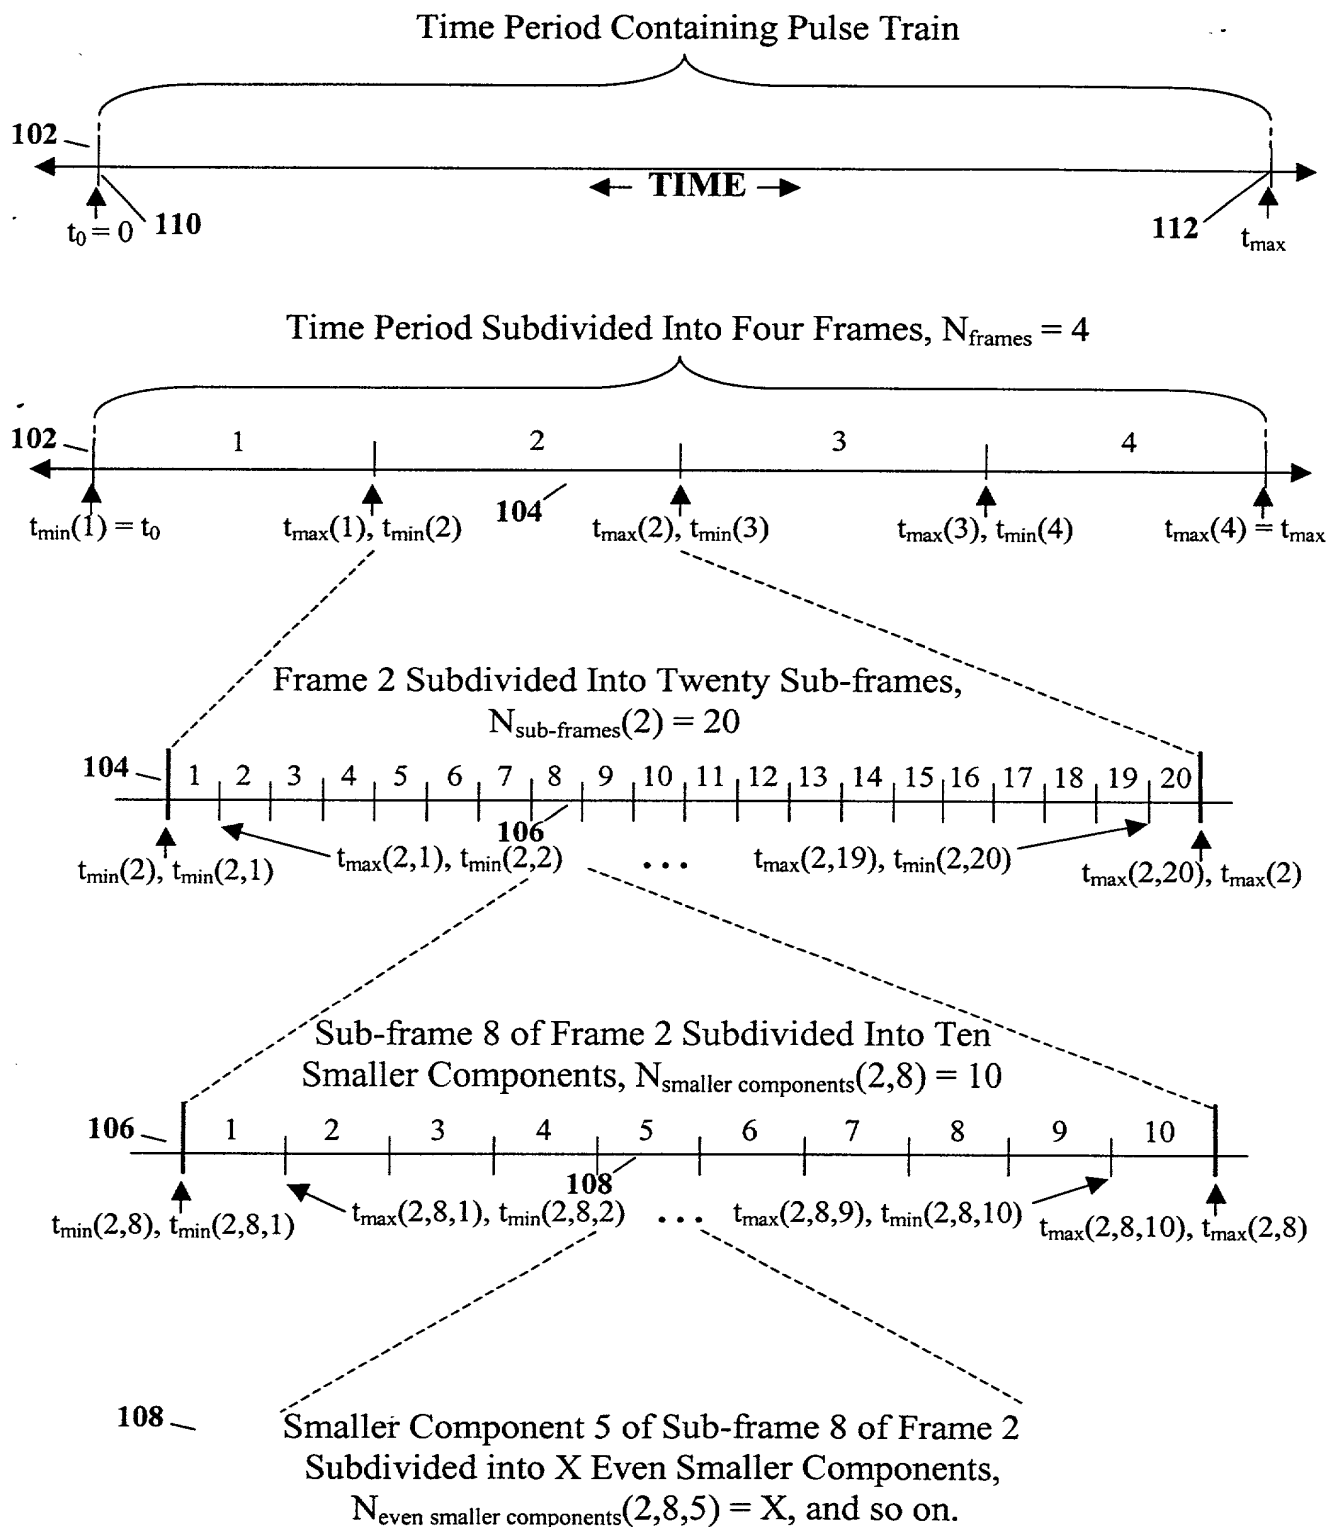 Time Period Containing Pulse Train
102
TIME
t0 = 0
110
112
tmax
Time Period Subdivided Into Four Frames, Nframes = 4
102
1 2 3 4
104
tmin(1) = t0
tmax(1), tmin(2)
tmax(2), tmin(3)
tmax(3), tmin(4)
tmax(4) = tmax
Frame 2 Subdivided Into Twenty Sub-frames,
Nsub-frames(2) = 20
104
1 2 3 4 5 6 7 8 9 10 11 12 13 14 15 16 17 18 19 20
106
tmin(2), tmin(2,1)
tmax(2,1), tmin(2,2)
...
tmax(2,19), tmin(2,20)
tmax(2,20), tmax(2)
Sub-frame 8 of Frame 2 Subdivided Into Ten
Smaller Components, Nsmaller components(2,8) = 10
106
1 2 3 4 5 6 7 8 9 10
108
tmin(2,8), tmin(2,8,1)
tmax(2,8,1), tmin(2,8,2)
...
tmax(2,8,9), tmin(2,8,10)
tmax(2,8,10), tmax(2,8)
108
Smaller Component 5 of Sub-frame 8 of Frame 2
Subdivided into X Even Smaller Components,
Neven smaller components(2,8,5) = X, and so on.